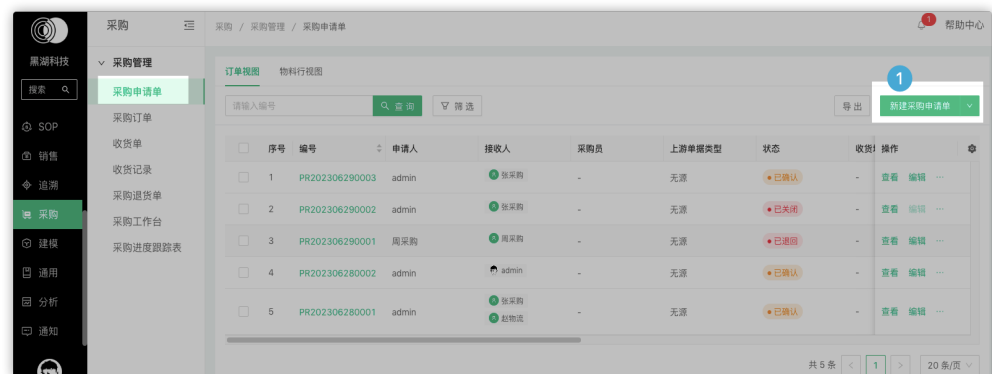 黑湖科技
搜索
SOP
销售
追溯
采购
建模
通用
分析
通知
采购
采购管理
采购申请单
采购订单
收货单
收货记录
采购退货单
采购工作台
采购进度跟踪表
采购 / 采购管理 / 采购申请单
1
帮助中心
订单视图 物料行视图
1
请输入编号 查询 筛选 导出 新建采购申请单
序号 编号 申请人 接收人 采购员 上游单据类型 状态 收货 操作
1 PR202306290003 admin 张采购 - 无源 已确认 - 查看 编辑 ···
2 PR202306290002 admin 张采购 - 无源 已关闭 - 查看 编辑 ···
3 PR202306290001 周采购 周采购 - 无源 已退回 - 查看 编辑 ···
4 PR202306280002 admin admin - 无源 已确认 - 查看 编辑 ···
5 PR202306280001 admin 张采购 - 无源 已确认 - 查看 编辑 ···
赵物流
共 5 条 < 1 > 20 条/页